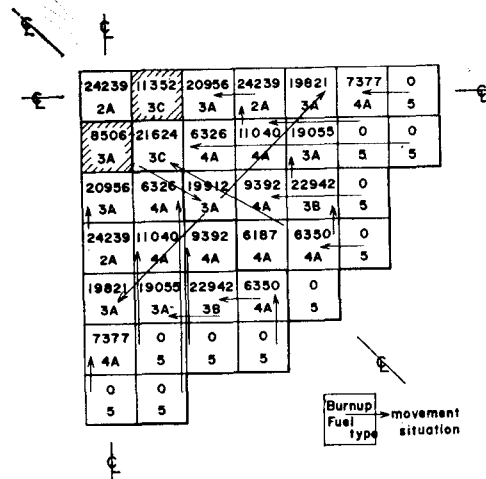 ℄ ℄
24239 11352 20956 24239 19821 7377 0
2A 3C 3A 2A 3A 4A 5
℄ ℄
8506 21624 6326 11040 19055 0 0
3A 3C 4A 4A 3A 5 5
20956 6326 19912 9392 22942 0
3A 4A 3A 4A 3B 5
24239 11040 9392 6187 6350 0
2A 4A 4A 4A 4A 5
19821 19055 22942 6350 0
3A 3A 3B 4A 5
7377 0 0 0
4A 5 5 5
0 0
5 5
℄
℄
Burnup
Fuel type
movement
situation